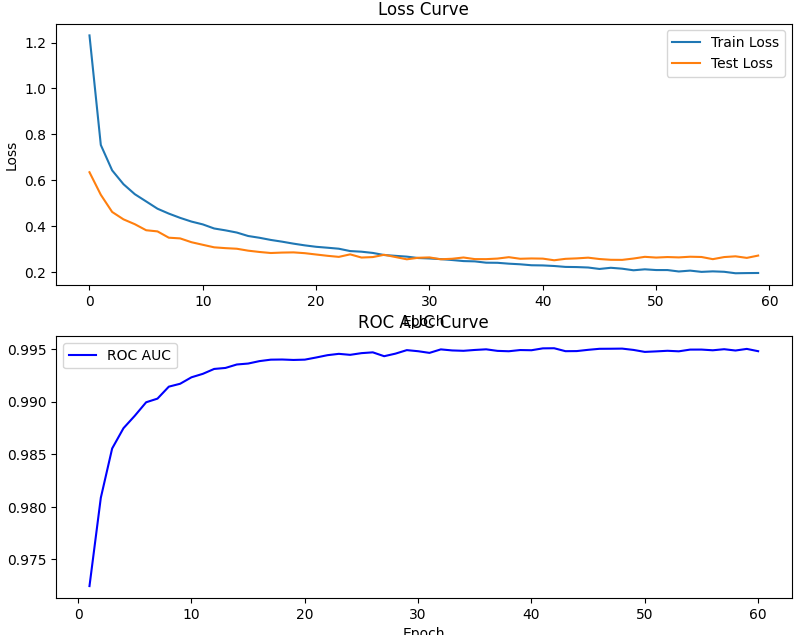 Loss Curve
1.2
1.0
0.8
0.6
0.4
0.2
Loss
Train Loss
Test Loss
0 10 20 30 40 50 60
Epoch
ROC AUC Curve
ROC AUC
0.995
0.990
0.985
0.980
0.975
0 10 20 30 40 50 60
Epoch